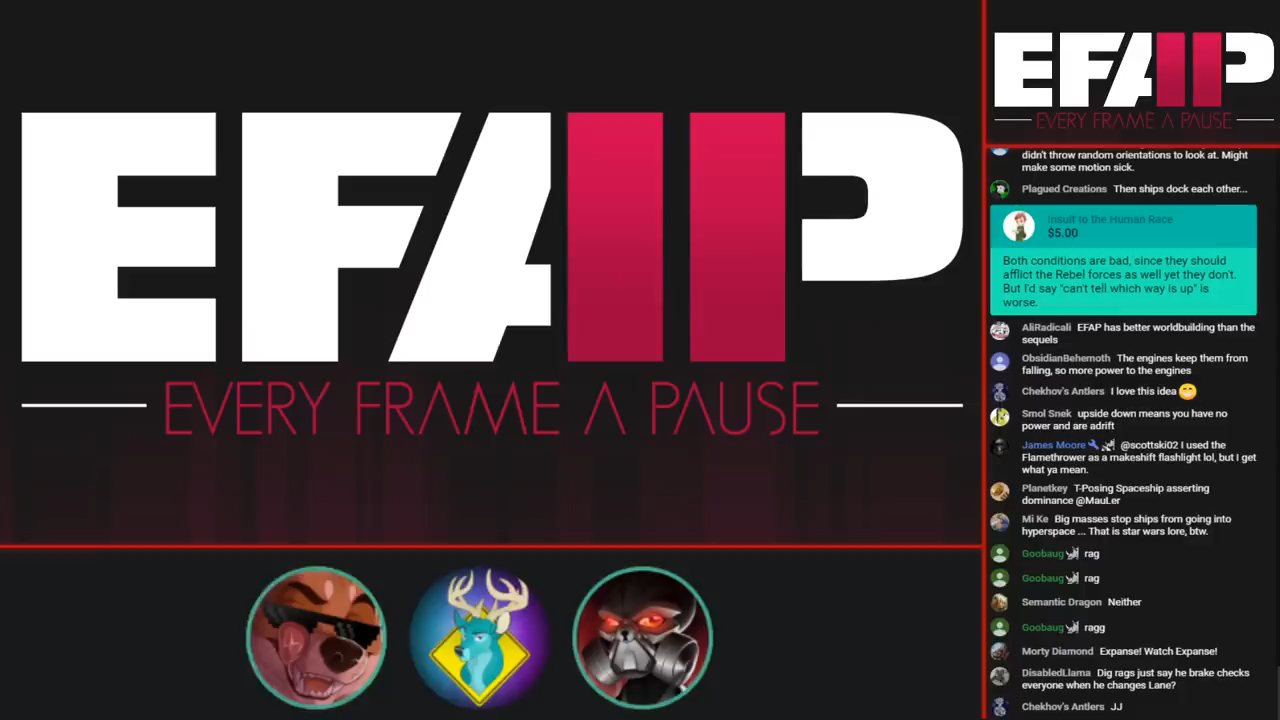 EFAP
EVERY FRAME A PAUSE
EFAP
EVERY FRAME A PAUSE
didn't throw random orientations to look at. Might
make some motion sick.
Plagued Creations Then ships dock each other...
Insult to the Human Race
$5.00
Both conditions are bad, since they should
afflict the Rebel forces as well yet they don't.
But I'd say "can't tell which way is up" is
worse.
AliRadicali EFAP has better worldbuilding than the
sequels
ObsidianBehemoth The engines keep them from
falling, so more power to the engines
Chekhov's Antlers I love this idea😁
Smol Snek upside down means you have no
power and are adrift
James Moore @scottski02 I used the
Flamethrower as a makeshift flashlight lol, but I get
what ya mean.
Planetkey T-Posing Spaceship asserting
dominance @MauLer
Mi Ke Big masses stop ships from going into
hyperspace ... That is star wars lore, btw.
Goobaug rag
Goobaug rag
Semantic Dragon Neither
Goobaug ragg
Morty Diamond Expanse! Watch Expanse!
DisabledLlama Dig rags just say he brake checks
everyone when he changes Lane?
Chekhov's Antlers JJ